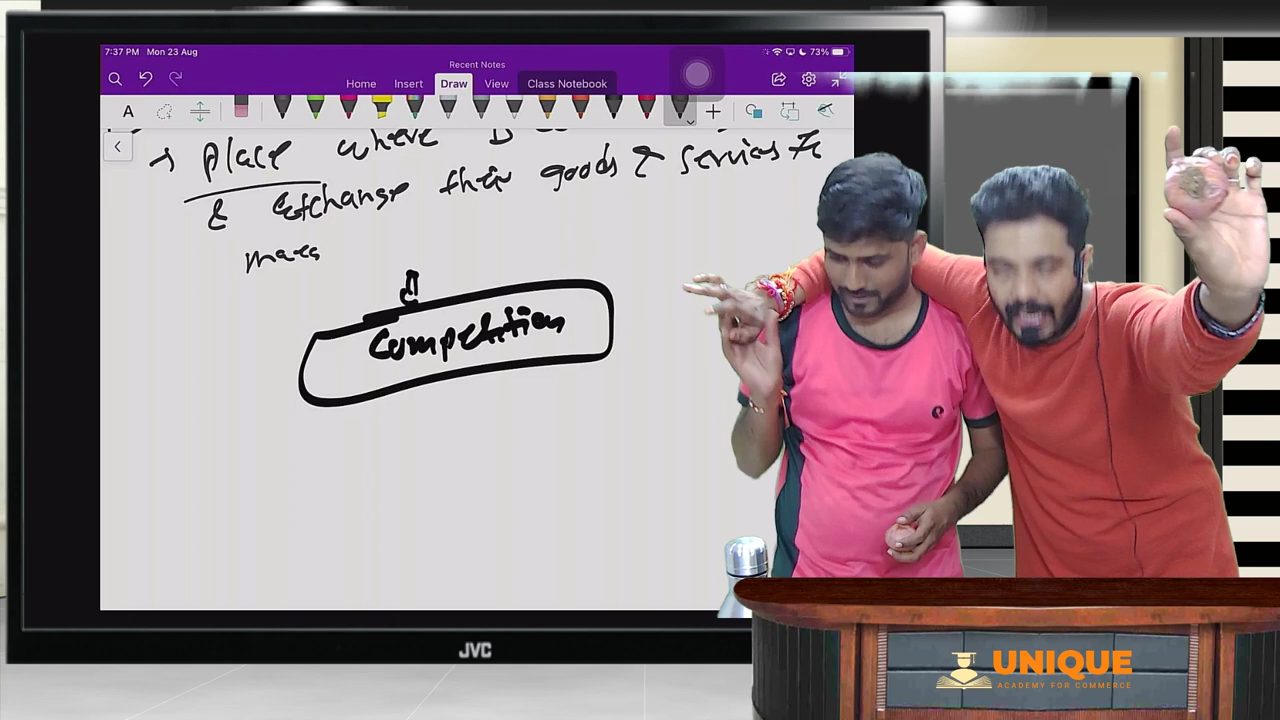 7:37 PM Mon 23 Aug
73%
Recent Notes
Home Insert Draw View Class Notebook
A
→ place where
& exchange their goods & services
Competition
JVC
UNIQUE
ACADEMY FOR COMMERCE